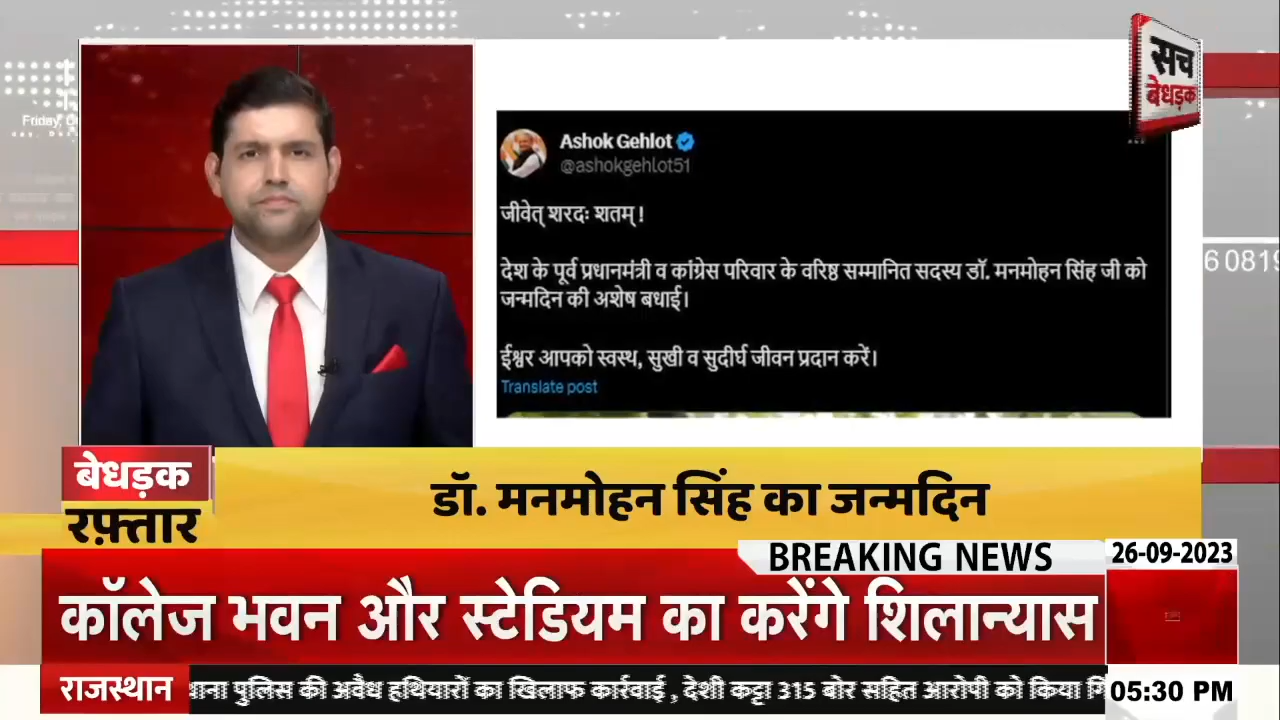 सच
बेधड़क
Friday,
Ashok Gehlot
@ashokgehlot51
जीवेत् शरदः शतम् !
देश के पूर्व प्रधानमंत्री व कांग्रेस परिवार के वरिष्ठ सम्मानित सदस्य डॉ. मनमोहन सिंह जी को
जन्मदिन की अशेष बधाई।
ईश्वर आपको स्वस्थ, सुखी व सुदीर्घ जीवन प्रदान करें।
Translate post
60819
बेधड़क
रफ़्तार
डॉ. मनमोहन सिंह का जन्मदिन
BREAKING NEWS
26-09-2023
कॉलेज भवन और स्टेडियम का करेंगे शिलान्यास
राजस्थान
पुलिस की अवैध हथियारों का खिलाफ कार्रवाई , देशी कट्टा 315 बोर सहित आरोपी को किया
05:30 PM